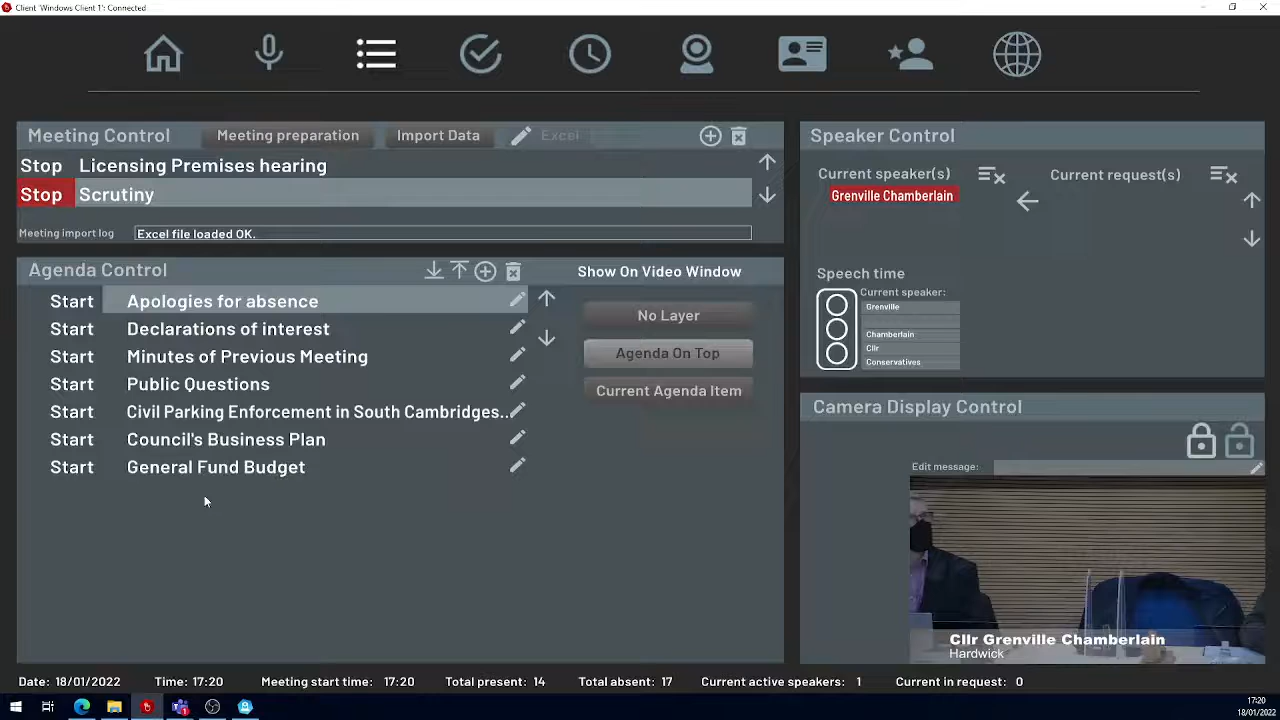 Client 'Windows Client 1': Connected
Meeting Control
Meeting preparation
Import Data
Excel
Stop Licensing Premises hearing
Stop Scrutiny
Meeting import log Excel file loaded OK.
Agenda Control
Start Apologies for absence
Start Declarations of interest
Start Minutes of Previous Meeting
Start Public Questions
Start Civil Parking Enforcement in South Cambridges...
Start Council's Business Plan
Start General Fund Budget
Show On Video Window
No Layer
Agenda On Top
Current Agenda Item
Speaker Control
Current speaker(s) Current request(s)
Grenville Chamberlain
Speech time
Current speaker:
Grenville
Chamberlain
Cllr
Conservatives
Camera Display Control
Edit message:
Cllr Grenville Chamberlain
Hardwick
Date: 18/01/2022 Time: 17:20 Meeting start time: 17:20 Total present: 14 Total absent: 17 Current active speakers: 1 Current in request: 0
17:20
18/01/2022